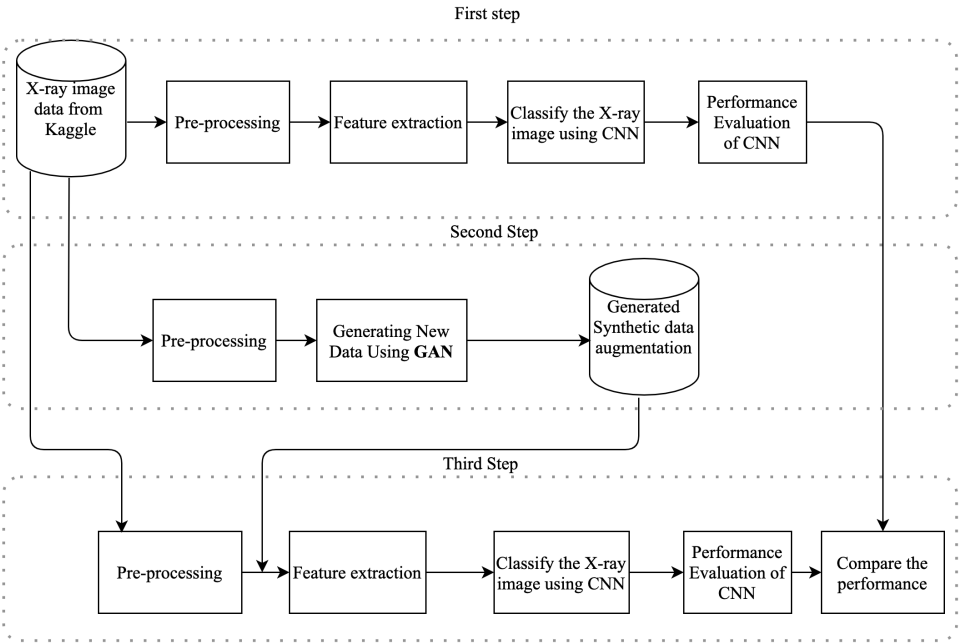 First step
X-ray image
data from
Kaggle
Pre-processing
Feature extraction
Classify the X-ray
image using CNN
Performance
Evaluation
of CNN
Second Step
Pre-processing
Generating New
Data Using GAN
Generated
Synthetic data
augmentation
Third Step
Pre-processing
Feature extraction
Classify the X-ray
image using CNN
Performance
Evaluation of
CNN
Compare the
performance